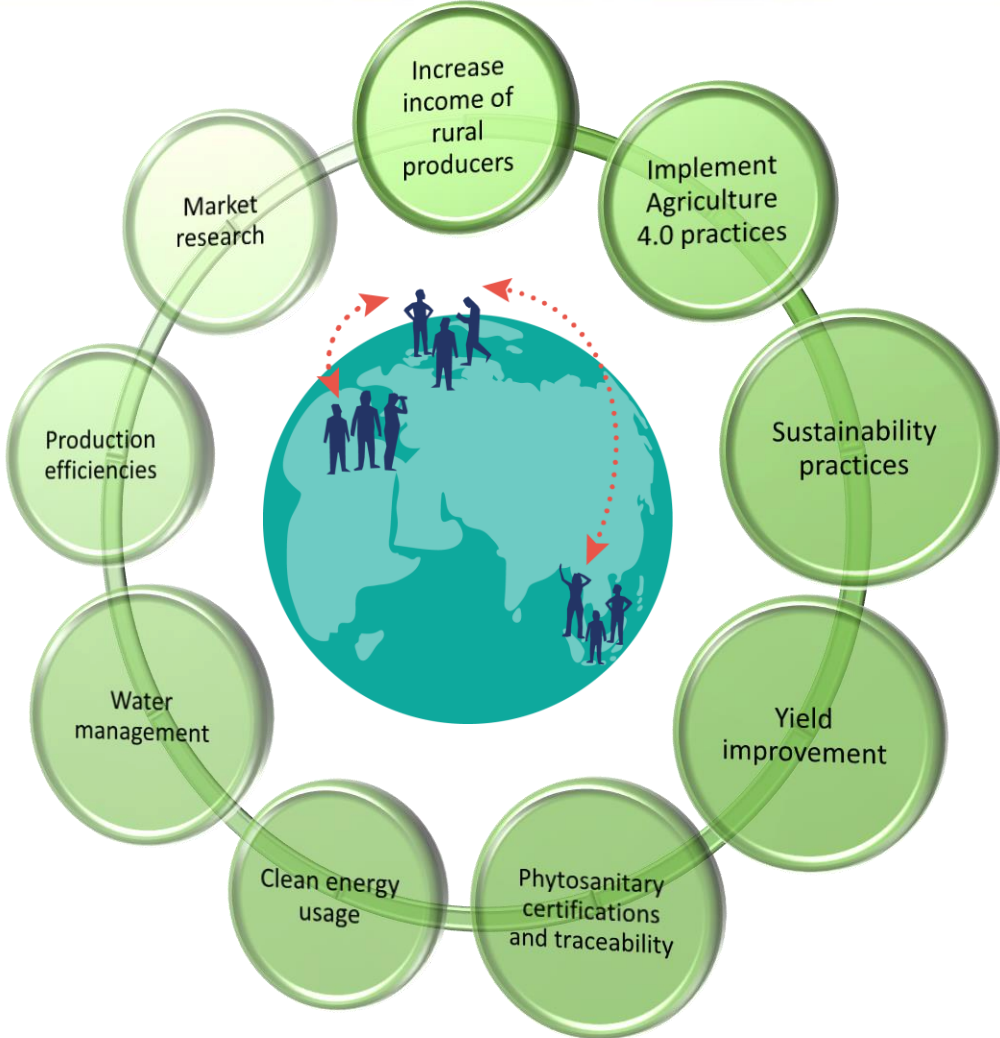 Increase
income of
rural
producers
Implement
Agriculture
4.0 practices
Sustainability
practices
Yield
improvement
Phytosanitary
certifications
and traceability
Clean energy
usage
Water
management
Production
efficiencies
Market
research